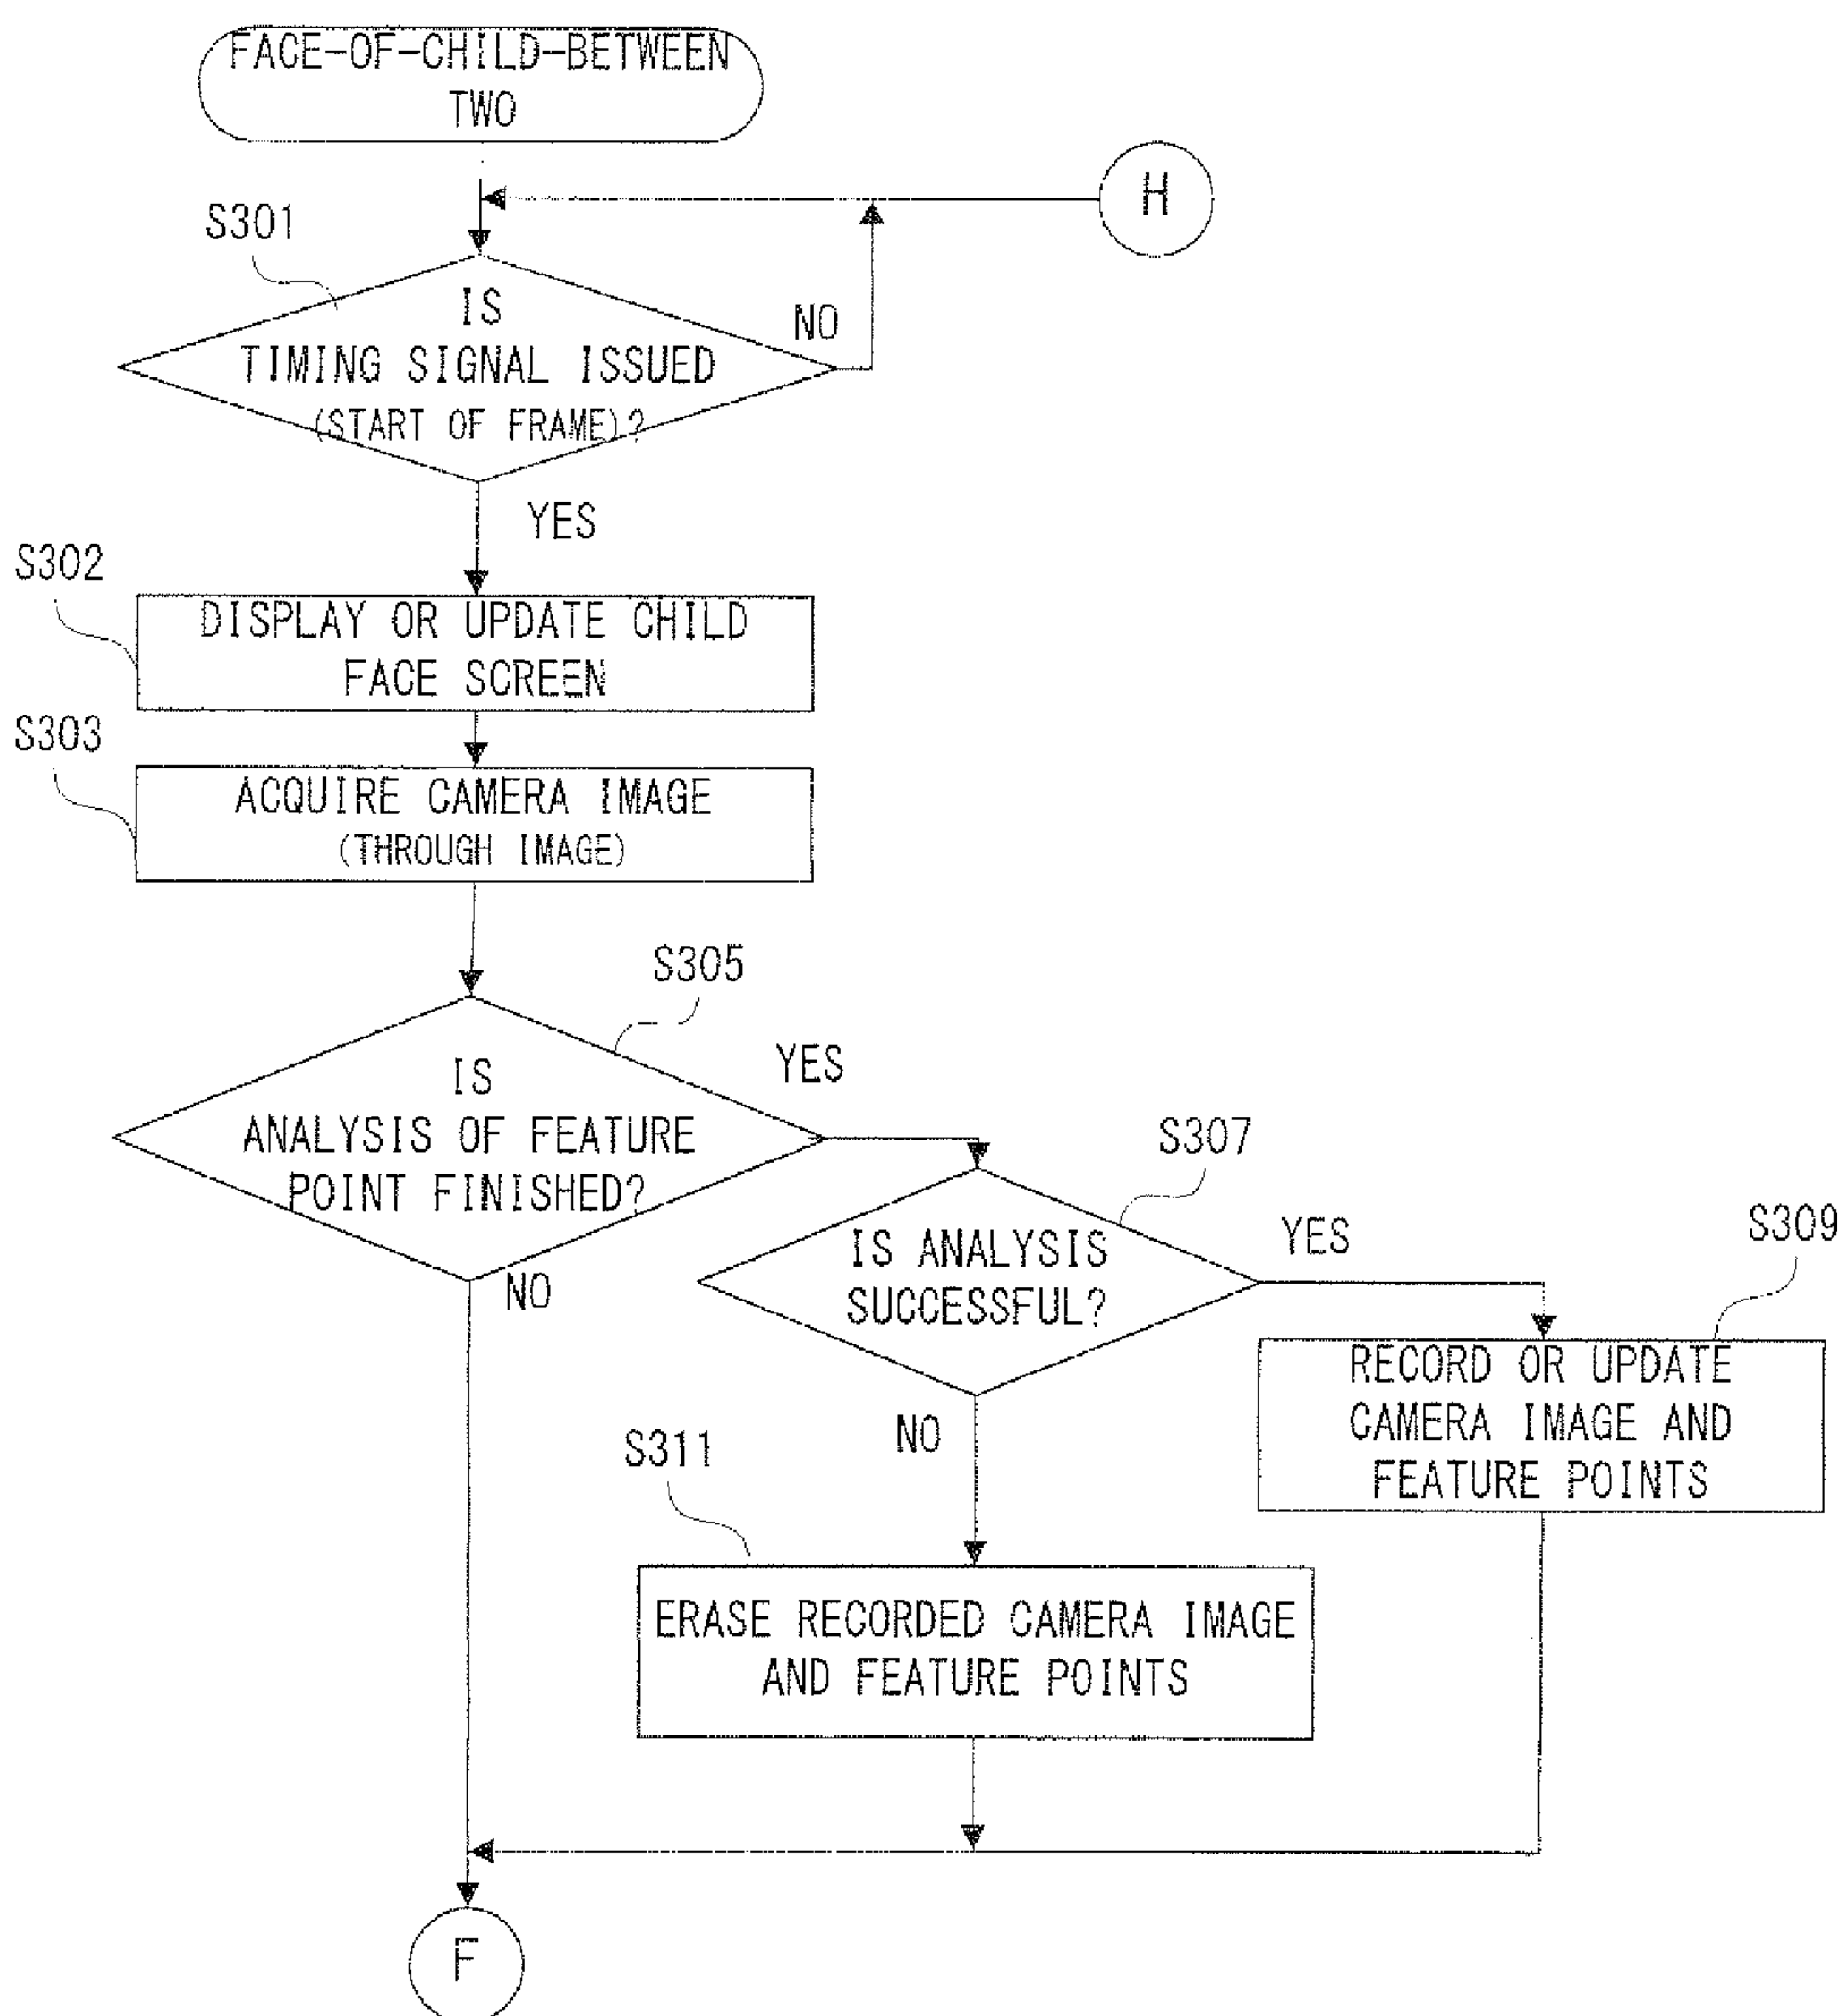 FACE-OF-CHILD-BETWEEN
TWO
H
S301
IS
TIMING SIGNAL ISSUED
(START OF FRAME)?
NO
YES
S302
DISPLAY OR UPDATE CHILD
FACE SCREEN
S303
ACQUIRE CAMERA IMAGE
(THROUGH IMAGE)
S305
IS
ANALYSIS OF FEATURE
POINT FINISHED?
YES
NO
S307
IS ANALYSIS
SUCCESSFUL?
YES
NO
S309
RECORD OR UPDATE
CAMERA IMAGE AND
FEATURE POINTS
S311
ERASE RECORDED CAMERA IMAGE
AND FEATURE POINTS
F